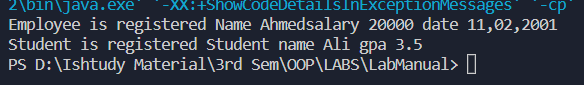 2\bin\java.exe' '-XX:+ShowCodeDetailsInExceptionMessages' '-cp'
Employee is registered Name Ahmedsalary 20000 date 11,02,2001
Student is registered Student name Ali gpa 3.5
PS D:\Ishtudy Material\3rd Sem\OOP\LABS\LabManual>